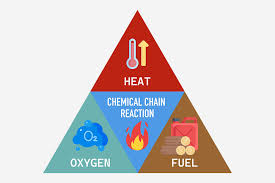 HEAT
CHEMICAL CHAIN
REACTION
O₂
OXYGEN
FUEL